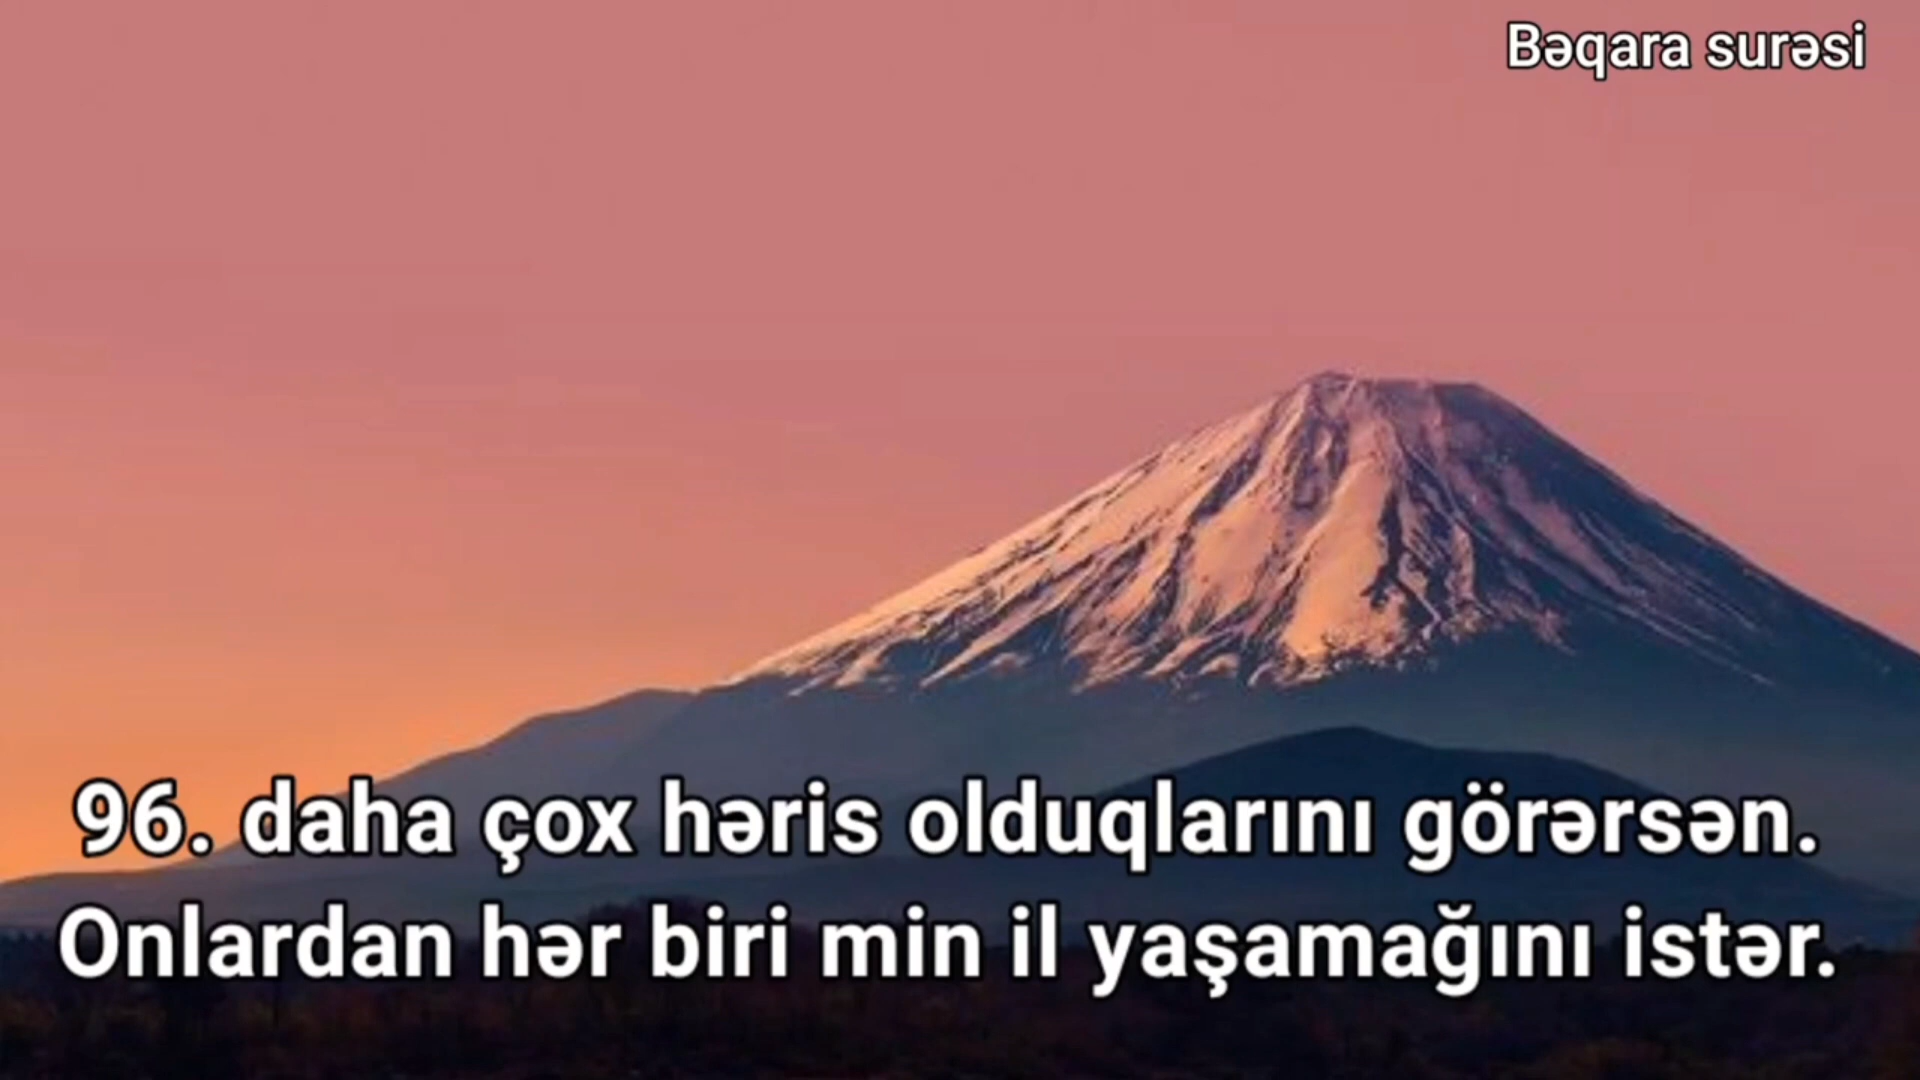 Bəqara surəsi
96. daha çox həris olduqlarını görərsən.
Onlardan hər biri min il yaşamağını istər.